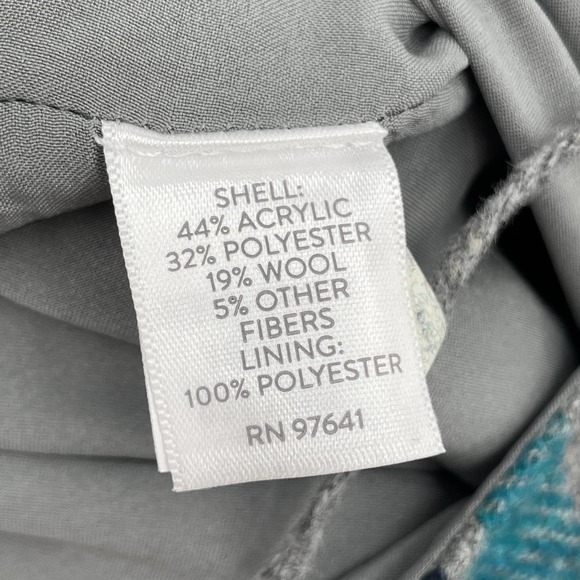 SHELL:
44% ACRYLIC
32% POLYESTER
19% WOOL
5% OTHER
FIBERS
LINING:
100% POLYESTER
RN 97641